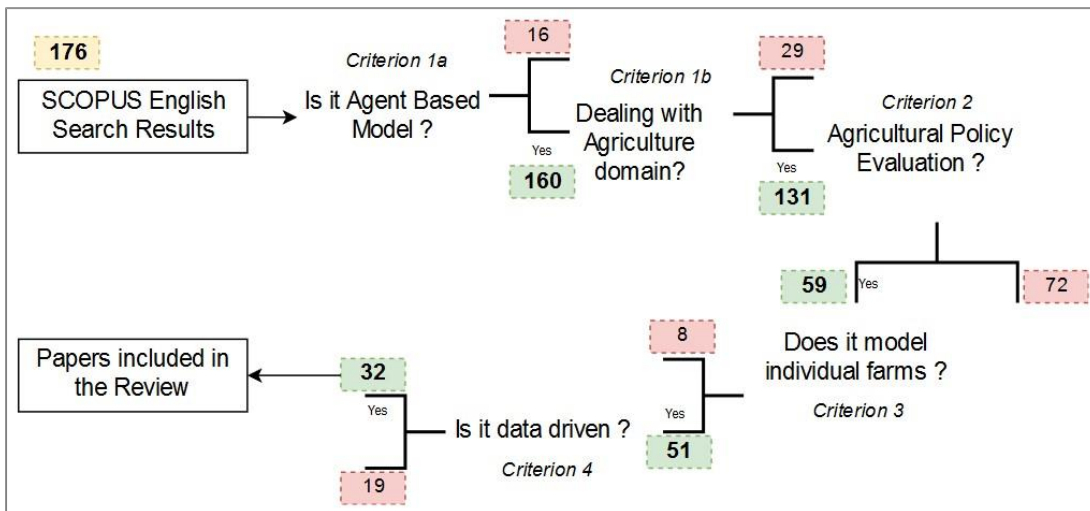 176
SCOPUS English
Search Results
Criterion 1a
Is it Agent Based
Model ?
16
Yes
160
Criterion 1b
Dealing with
Agriculture
domain?
29
Yes
131
Criterion 2
Agricultural Policy
Evaluation ?
59
Yes
72
Does it model
individual farms ?
Criterion 3
8
Yes
51
Is it data driven ?
Criterion 4
32
Yes
19
Papers included in
the Review